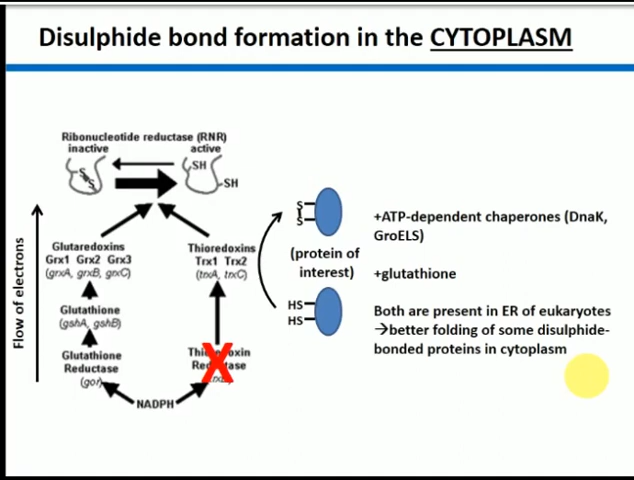 Disulphide bond formation in the CYTOPLASM
Ribonucleotide reductase (RNR)
inactive
active
SH
SH
S
S
Flow of electrons
Glutaredoxins
Grx1 Grx2 Grx3
(grxA, grxB, grxC)
Glutathione
(gshA, gshB)
Glutathione
Reductase
(gor)
NADPH
Thioredoxins
Trx1 Trx2
(trxA, trxC)
S
S
(protein of
interest)
HS
HS
+ATP-dependent chaperones (DnaK,
GroELS)
+glutathione
Both are present in ER of eukaryotes
→better folding of some disulphide-
bonded proteins in cytoplasm